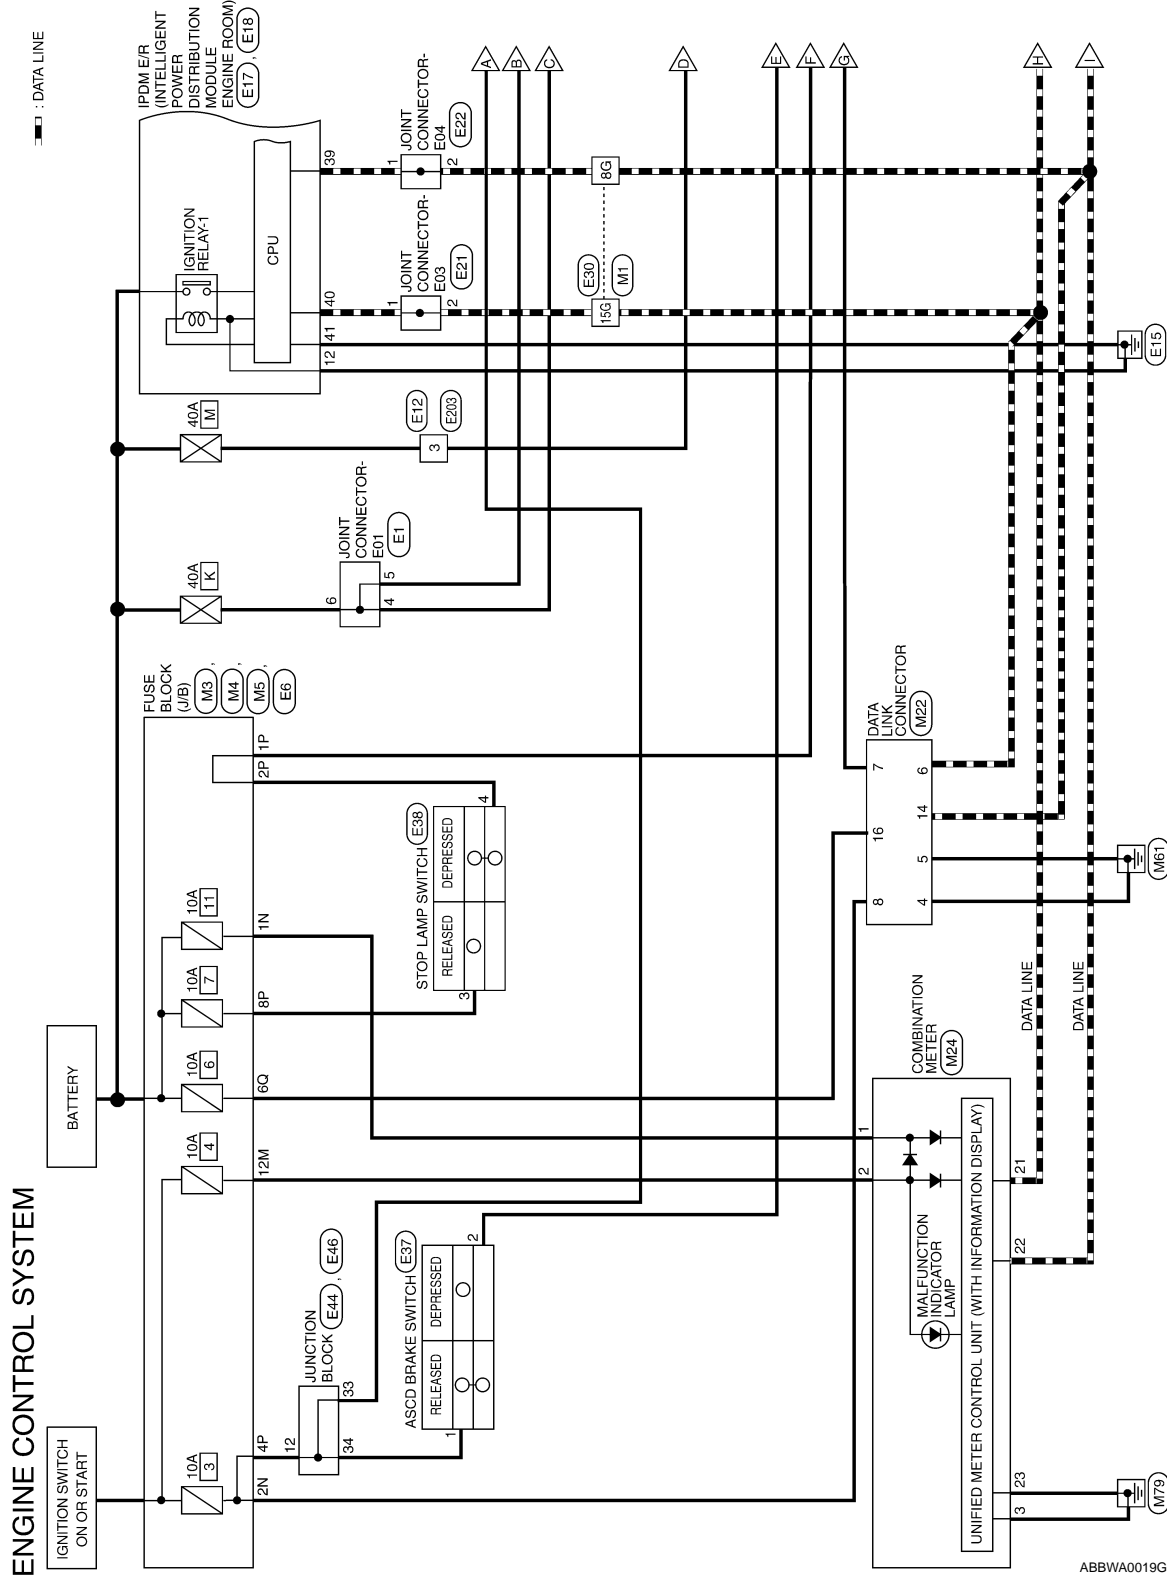 ENGINE CONTROL SYSTEM
: DATA LINE
IGNITION SWITCH
ON OR START
BATTERY
10A
3
10A
4
10A
6
10A
7
10A
11
FUSE
BLOCK
(J/B)
M3,
M4,
M5,
E6
40A
K
40A
M
IPDM E/R
(INTELLIGENT
POWER
DISTRIBUTION
MODULE
ENGINE ROOM)
E17, E18
IGNITION
RELAY-1
CPU
2N
4P
12M
6Q
8P
1N
2P
1P
12
41
40
39
12
34
33
JUNCTION
BLOCK
E44, E46
6
4
5
JOINT
CONNECTOR-
E01
E1
3
E12
E203
1
2
JOINT
CONNECTOR-
E03
E21
1
2
JOINT
CONNECTOR-
E04
E22
ASCD BRAKE SWITCH
E37
RELEASED
DEPRESSED
1
2
STOP LAMP SWITCH
E38
RELEASED
DEPRESSED
3
4
15G
8G
E30
M1
A
B
C
D
E
F
G
H
I
COMBINATION
METER
M24
2
1
MALFUNCTION
INDICATOR
LAMP
UNIFIED METER CONTROL UNIT (WITH INFORMATION DISPLAY)
3
23
22
21
DATA
LINK
CONNECTOR
M22
8
16
7
4
5
14
6
DATA LINE
DATA LINE
M79
M61
E15
ABBWA0019G